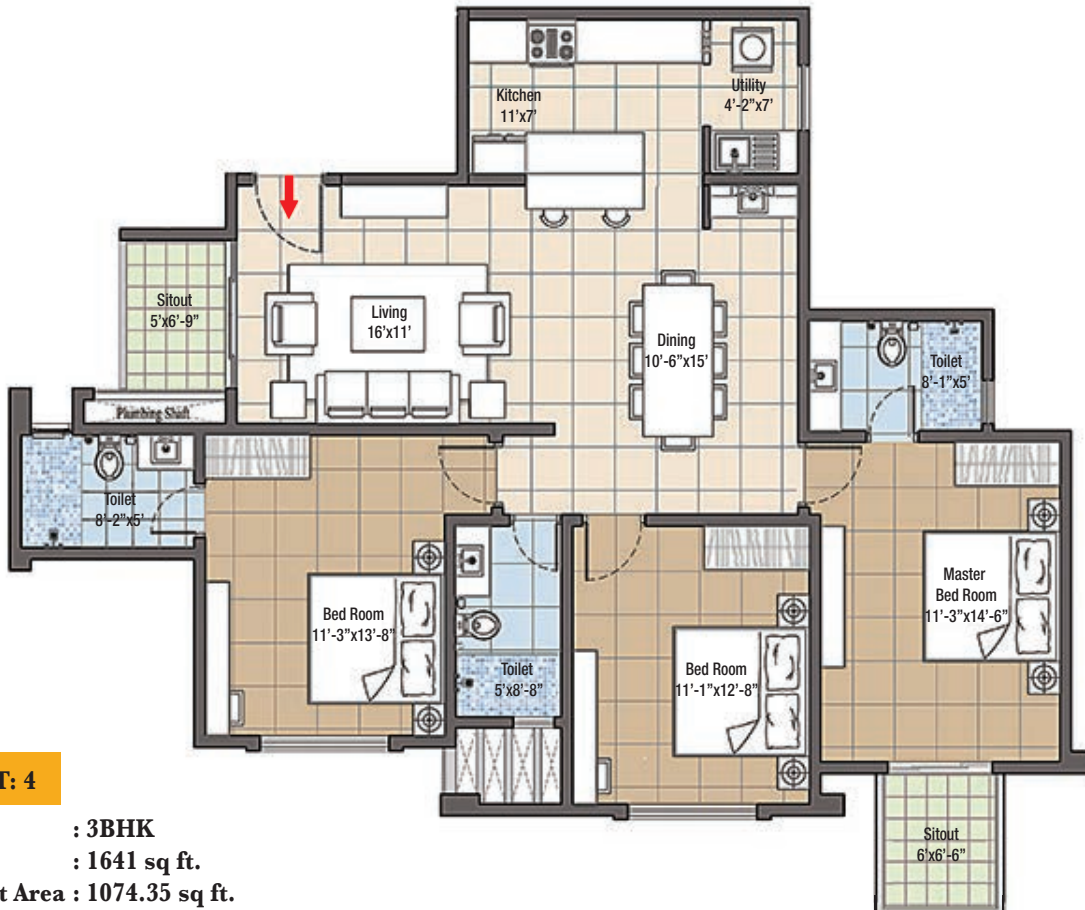 Kitchen
11’x7’
Utility
4’-2”x7’
Sitout
5’x6’-9”
Living
16’x11’
Dining
10’-6”x15’
Toilet
8’-1”x5’
Plumbing Shaft
Toilet
8’-2”x5’
Bed Room
11’-3”x13’-8”
Toilet
5’x8’-8”
Bed Room
11’-1”x12’-8”
Master
Bed Room
11’-3”x14’-6”
Sitout
6’x6’-6”
T: 4
: 3BHK
: 1641 sq ft.
t Area : 1074.35 sq ft.